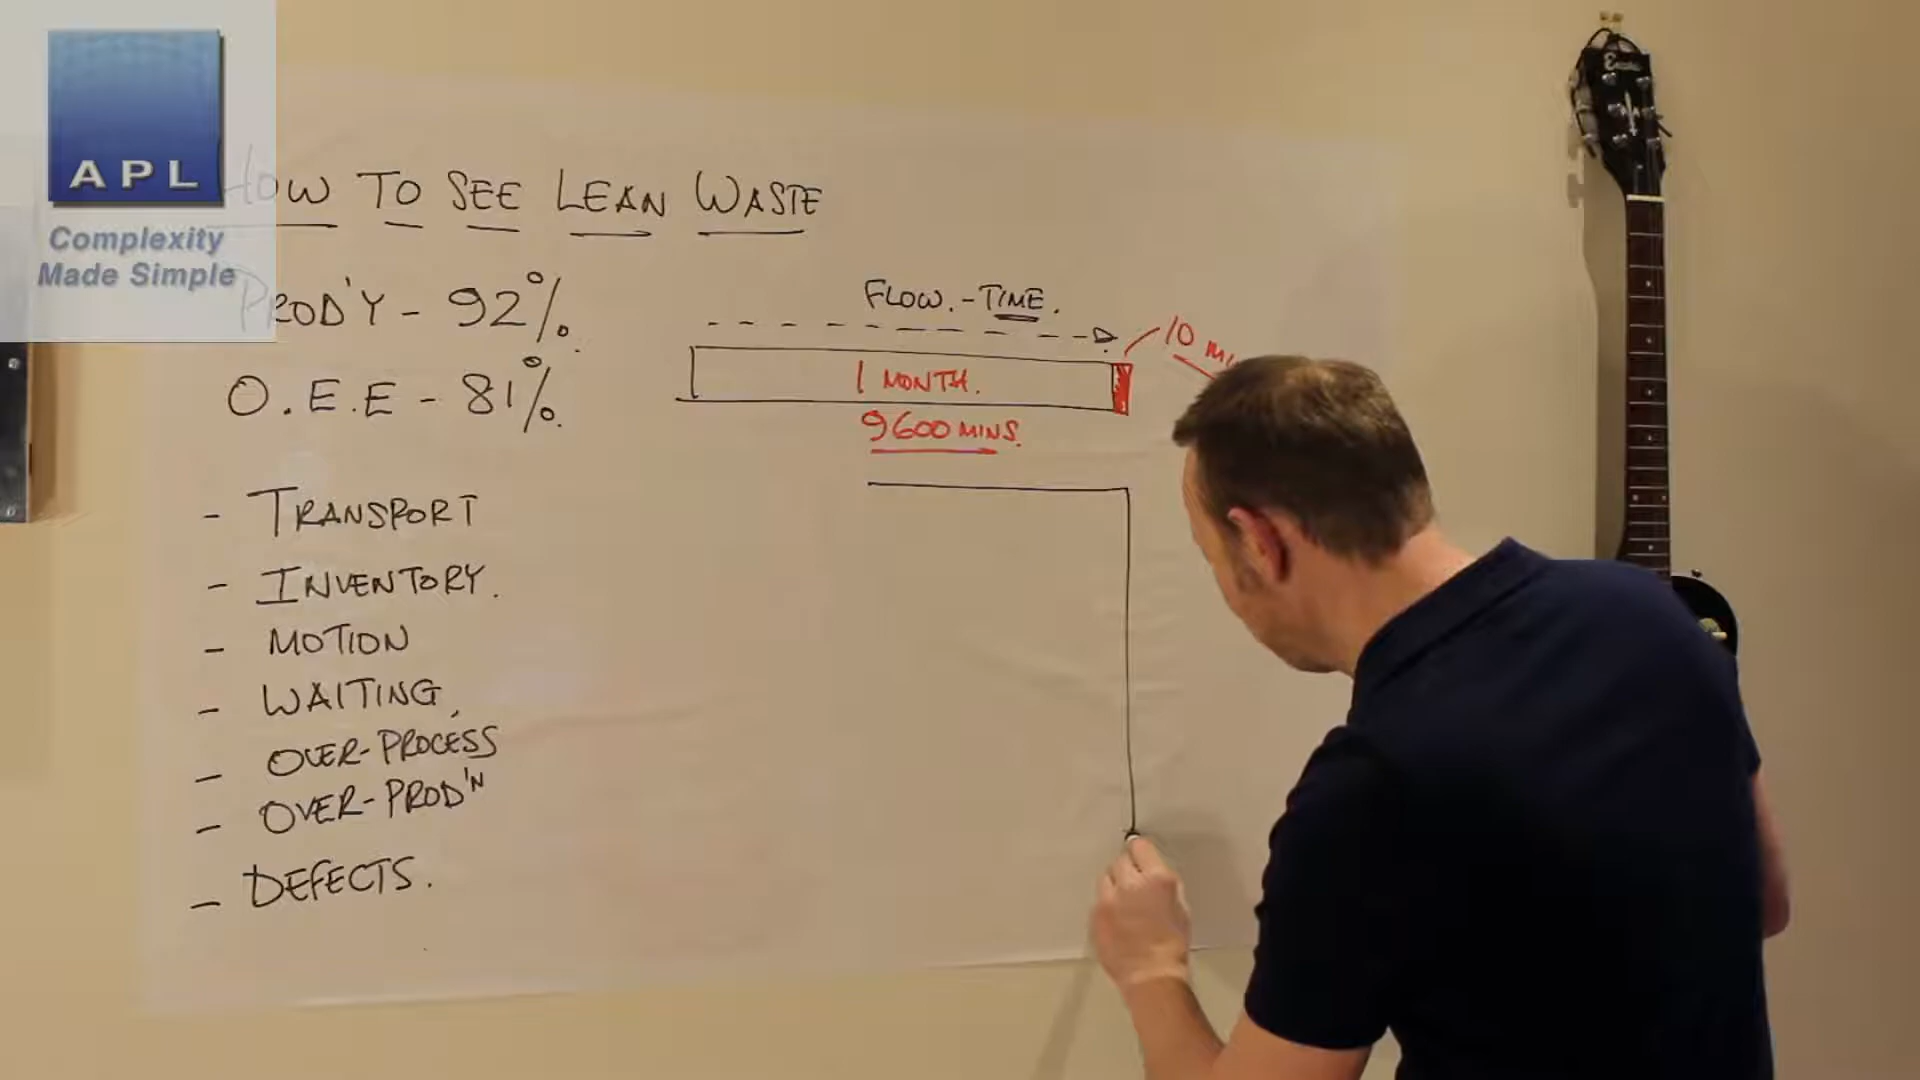 APL
Complexity
Made Simple
HOW TO SEE LEAN WASTE
PROD'Y - 92%.
O.E.E - 81%.
FLOW. - TIME.
10
1 MONTH.
9600 MINS.
- TRANSPORT
- INVENTORY.
- MOTION
- WAITING,
- OVER-PROCESS
- OVER-PROD'N
- DEFECTS.